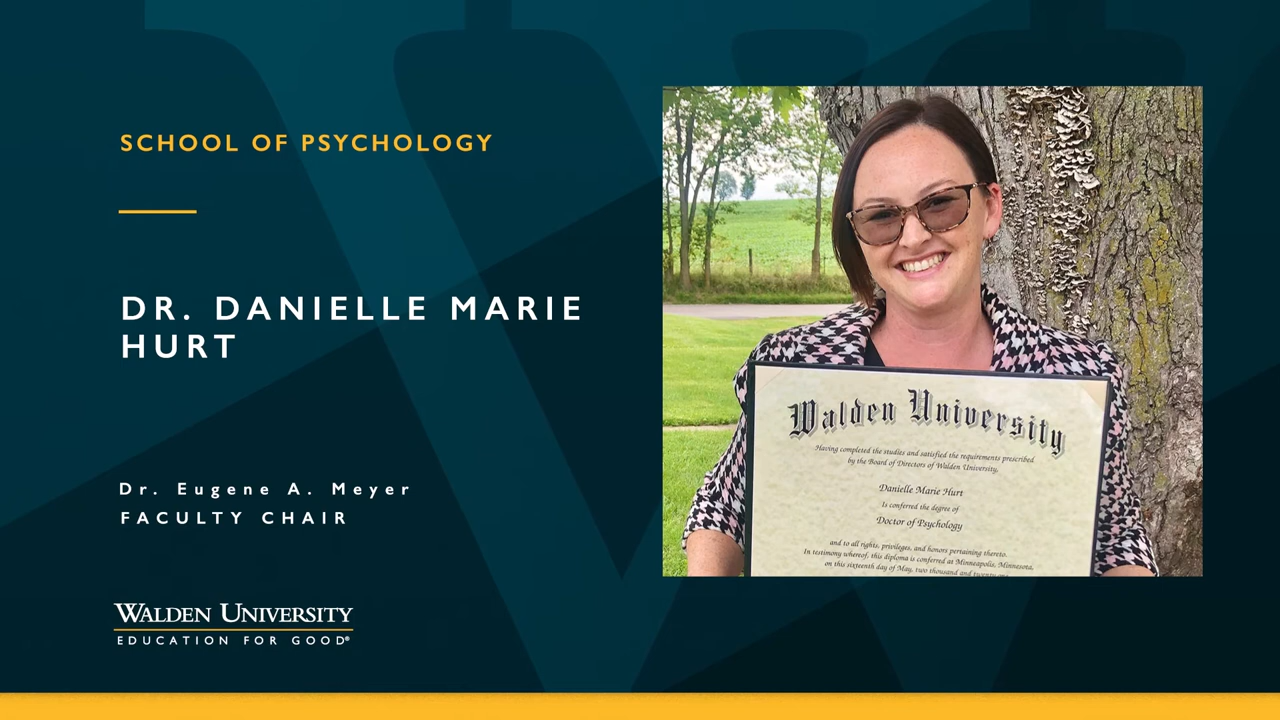 SCHOOL OF PSYCHOLOGY
DR. DANIELLE MARIE
HURT
Dr. Eugene A. Meyer
FACULTY CHAIR
WALDEN UNIVERSITY
EDUCATION FOR GOOD®
Walden University
Having completed the studies and satisfied the requirements prescribed
by the Board of Directors of Walden University,
Danielle Marie Hurt
Is conferred the degree of
Doctor of Psychology
and to all rights, privileges, and honors pertaining thereto.
In testimony whereof, this diploma is conferred at Minneapolis, Minnesota,
on this sixteenth day of May, two thousand and